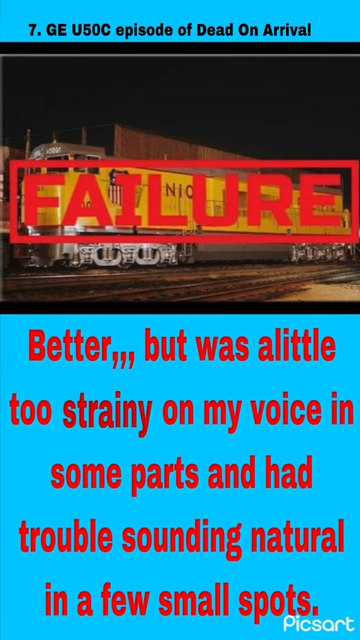 7. GE U50C episode of Dead On Arrival
UNION
FAILURE
Better,,, but was alittle
too strainy on my voice in
some parts and had
trouble sounding natural
in a few small spots.
Picsart